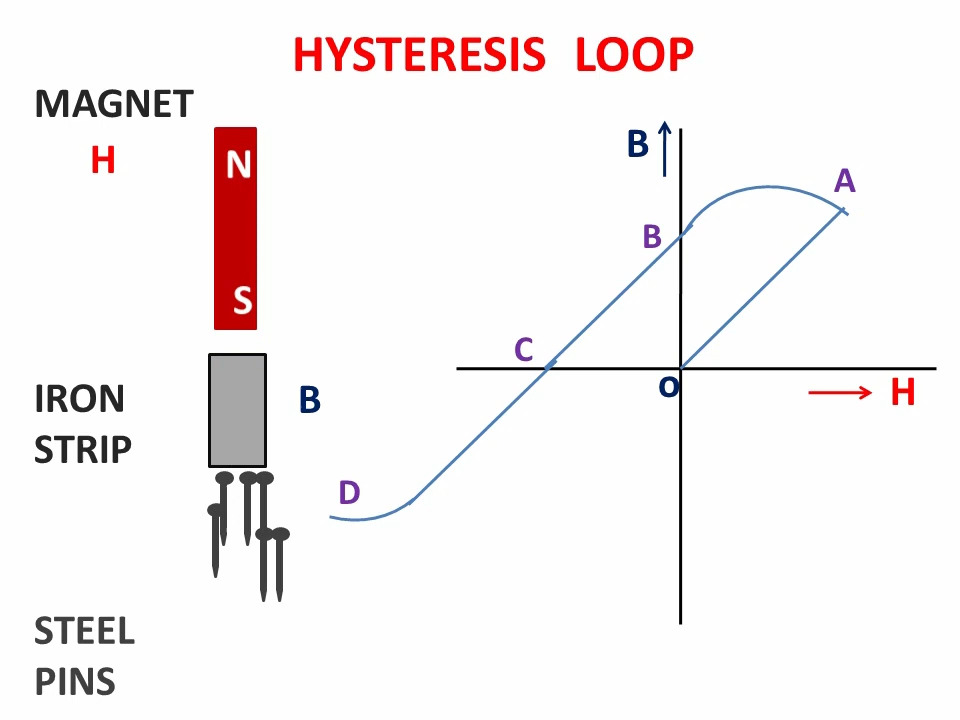 HYSTERESIS LOOP
MAGNET
H
N
S
IRON
STRIP
B
STEEL
PINS
B
A
B
C
o
H
D